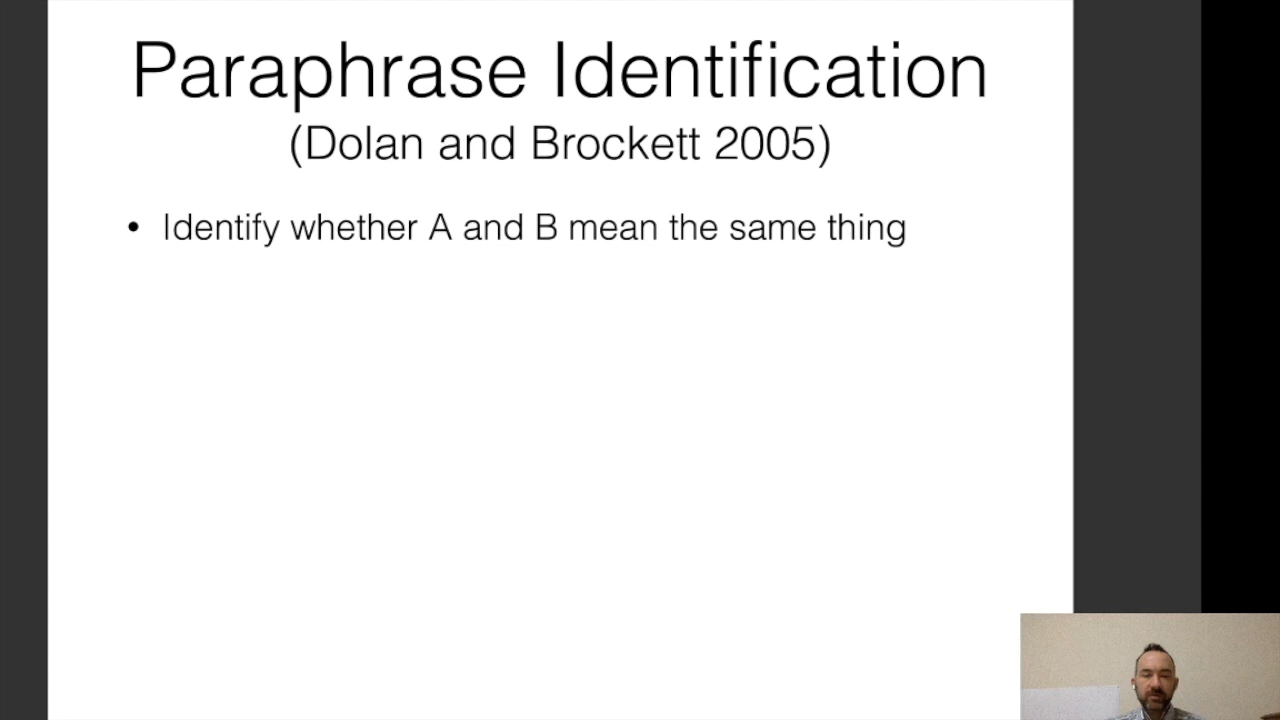 Paraphrase Identification
(Dolan and Brockett 2005)
• Identify whether A and B mean the same thing